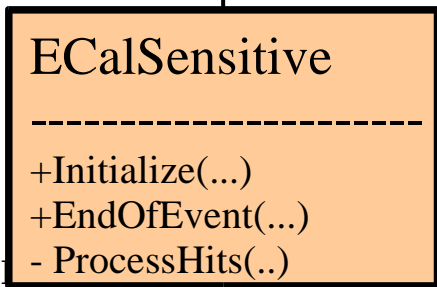 ECalSensitive
----------------------
+Initialize(...)
+EndOfEvent(...)
- ProcessHits(..)